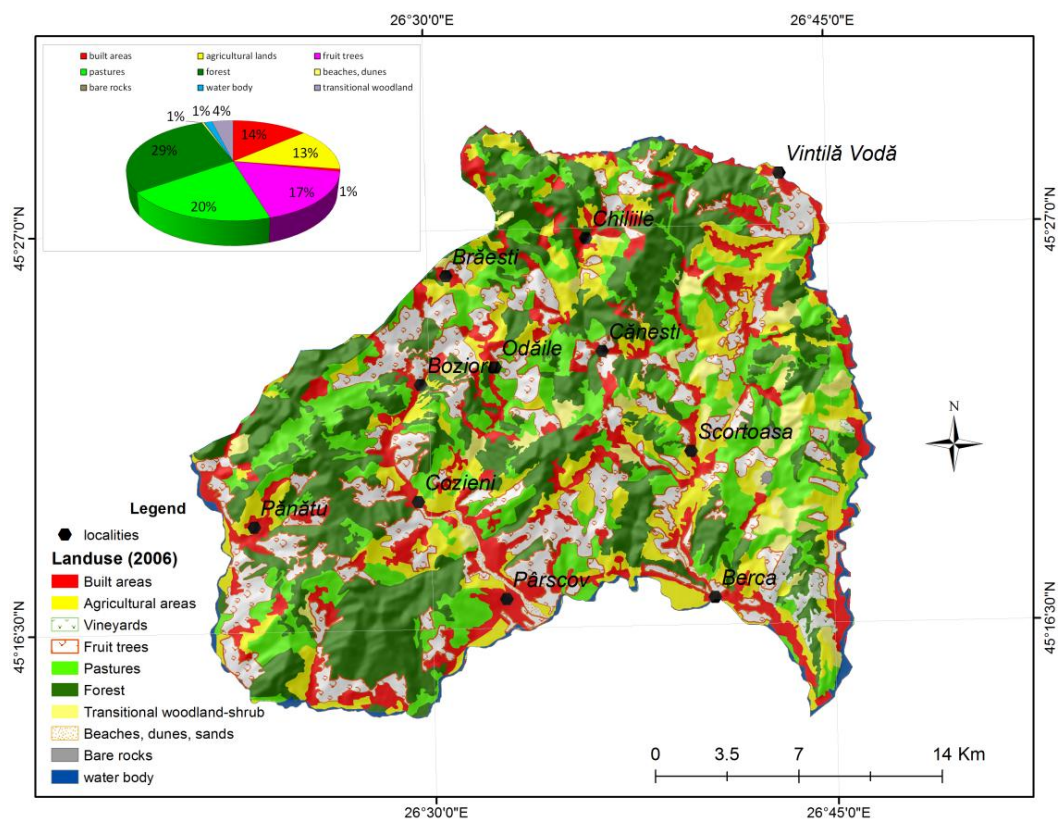 26°30'0"E
26°45'0"E
built areas
agricultural lands
fruit trees
pastures
forest
beaches, dunes
bare rocks
water body
transitional woodland
1%
1%
4%
14%
29%
13%
17%
1%
20%
45°27'0"N
45°27'0"N
Vintilă Vodă
Chiliile
Brăesti
Cănesti
Odăile
Bozioru
Scortoasa
Cozieni
Pănătu
Pârscov
Berca
N
Legend
localities
Landuse (2006)
Built areas
Agricultural areas
Vineyards
Fruit trees
Pastures
Forest
Transitional woodland-shrub
Beaches, dunes, sands
Bare rocks
water body
45°16'30"N
45°16'30"N
0 3.5 7 14 Km
26°30'0"E
26°45'0"E